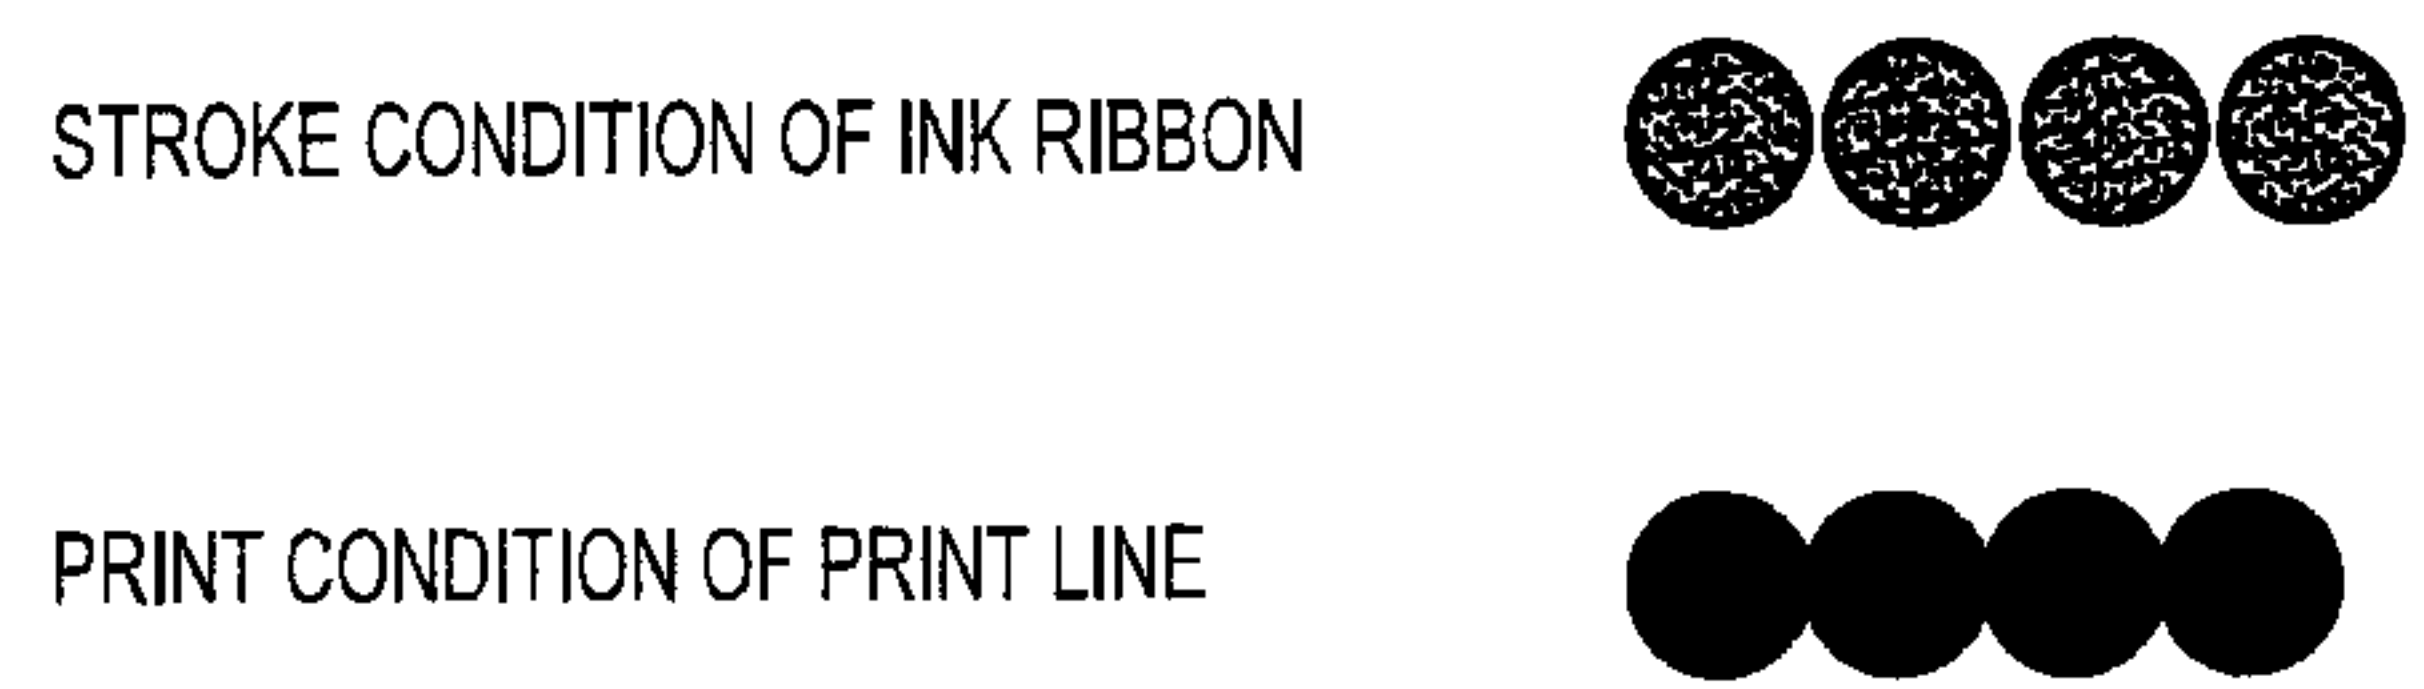 STROKE CONDITION OF INK RIBBON
PRINT CONDITION OF PRINT LINE